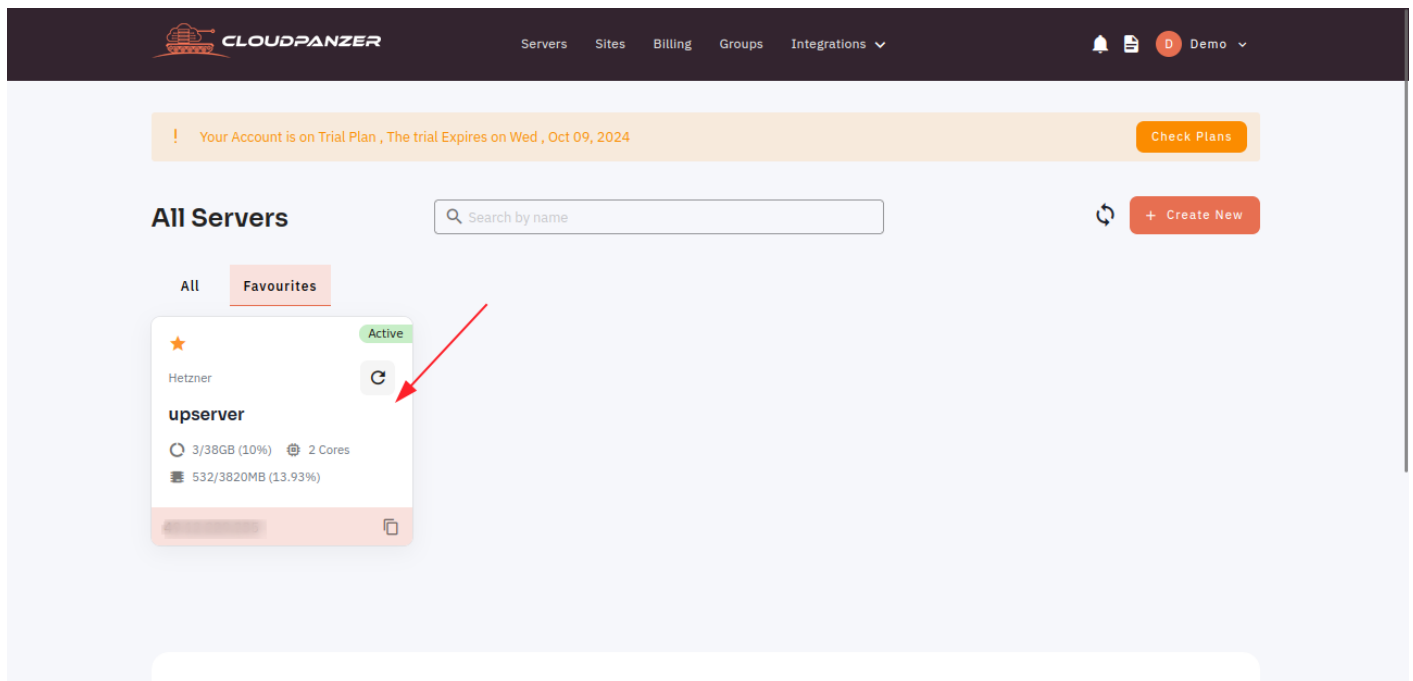 CLOUDPANZER
Servers Sites Billing Groups Integrations
D Demo
! Your Account is on Trial Plan , The trial Expires on Wed , Oct 09, 2024
Check Plans
All Servers
Search by name
+ Create New
All Favourites
Active
Hetzner
upserver
3/38GB (10%) 2 Cores
532/3820MB (13.93%)